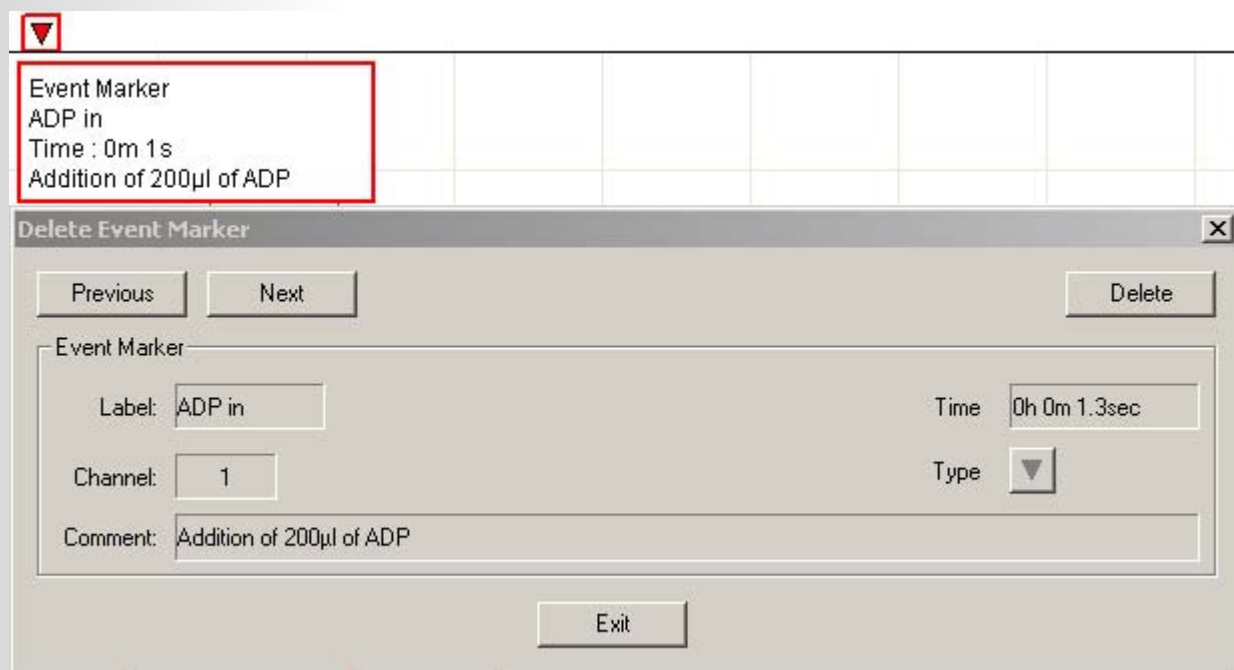 Event Marker
ADP in
Time : 0m 1s
Addition of 200µl of ADP
Delete Event Marker
Previous Next Delete
Event Marker
Label: ADP in Time 0h 0m 1.3sec
Channel: 1 Type
Comment: Addition of 200µl of ADP
Exit